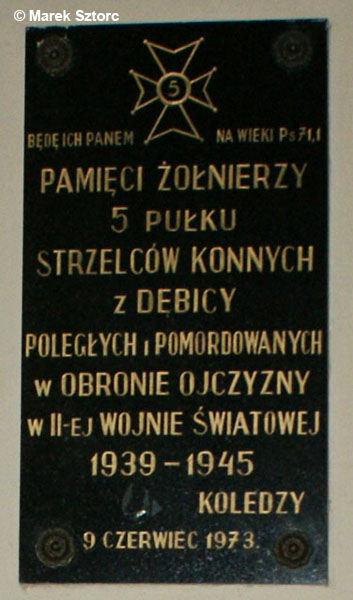 © Marek Sztorc
5
BĘDĘ ICH PANEM NA WIEKI Ps 71,1
PAMIĘCI ŻOŁNIERZY
5 PUŁKU
STRZELCÓW KONNYCH
z DĘBICY
POLEGŁYCH i POMORDOWANYCH
w OBRONIE OJCZYZNY
w II-EJ WOJNIE ŚWIATOWEJ
1939 – 1945
KOLEDZY
9 CZERWIEC 1973.